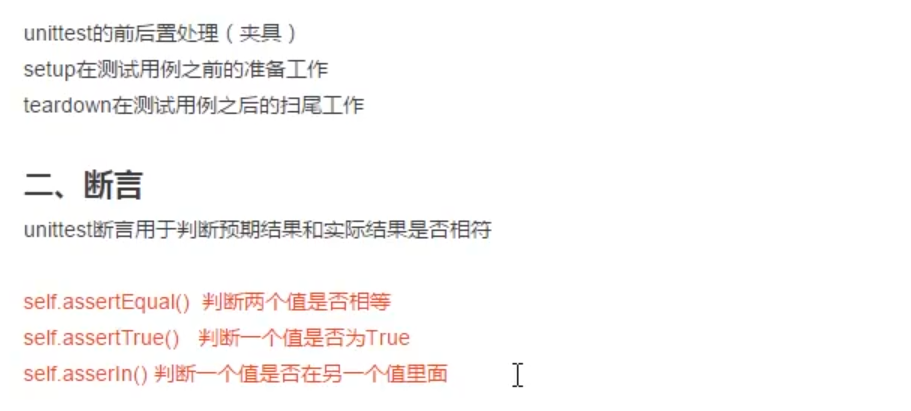 unittest的前后置处理（夹具）
setup在测试用例之前的准备工作
teardown在测试用例之后的扫尾工作
二、断言
unittest断言用于判断预期结果和实际结果是否相符
self.assertEqual() 判断两个值是否相等
self.assertTrue() 判断一个值是否为True
self.asserIn() 判断一个值是否在另一个值里面